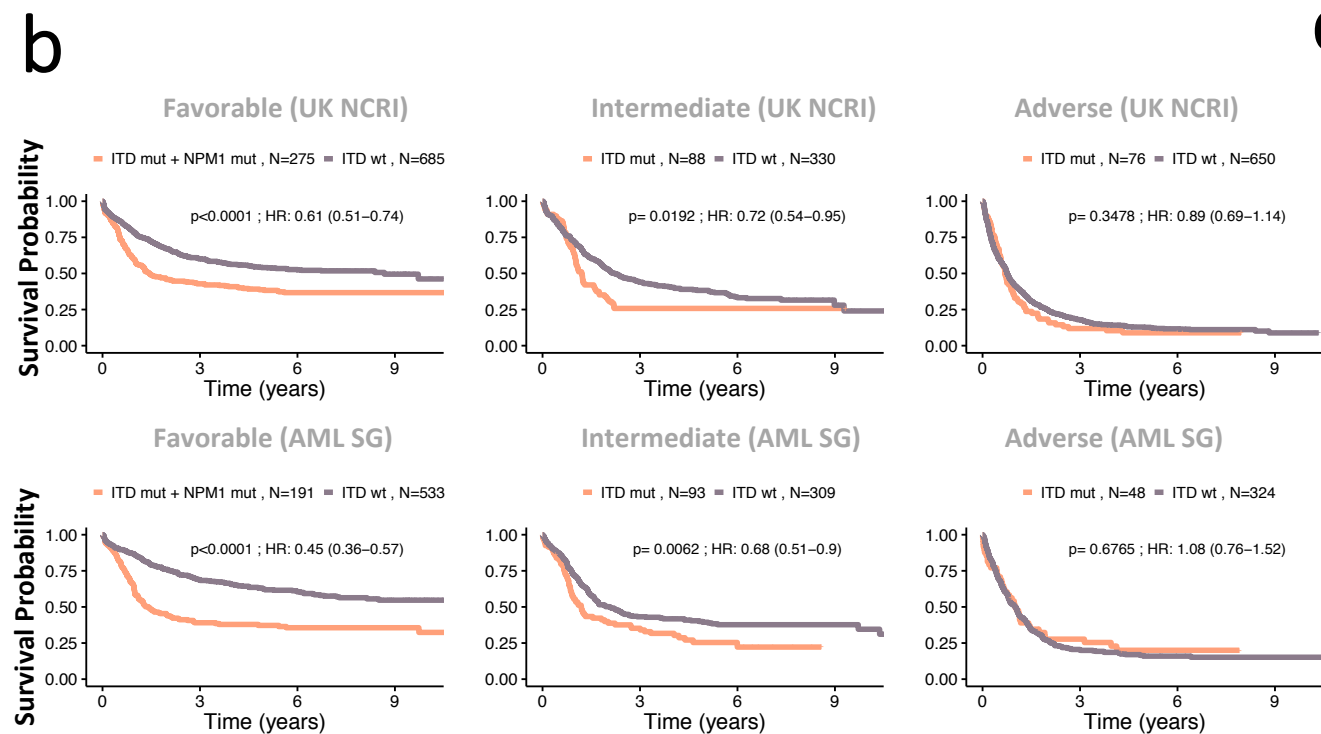 b
Favorable (UK NCRI)
Intermediate (UK NCRI)
Adverse (UK NCRI)
Survival Probability
ITD mut + NPM1 mut , N=275 ITD wt , N=685
ITD mut , N=88 ITD wt , N=330
ITD mut , N=76 ITD wt , N=650
1.00
0.75
0.50
0.25
0.00
p<0.0001 ; HR: 0.61 (0.51−0.74)
0 3 6 9
Time (years)
1.00
0.75
0.50
0.25
0.00
p= 0.0192 ; HR: 0.72 (0.54−0.95)
0 3 6 9
Time (years)
1.00
0.75
0.50
0.25
0.00
p= 0.3478 ; HR: 0.89 (0.69−1.14)
0 3 6 9
Time (years)
Favorable (AML SG)
Intermediate (AML SG)
Adverse (AML SG)
Survival Probability
ITD mut + NPM1 mut , N=191 ITD wt , N=533
ITD mut , N=93 ITD wt , N=309
ITD mut , N=48 ITD wt , N=324
1.00
0.75
0.50
0.25
0.00
p<0.0001 ; HR: 0.45 (0.36−0.57)
0 3 6 9
Time (years)
1.00
0.75
0.50
0.25
0.00
p= 0.0062 ; HR: 0.68 (0.51−0.9)
0 3 6 9
Time (years)
1.00
0.75
0.50
0.25
0.00
p= 0.6765 ; HR: 1.08 (0.76−1.52)
0 3 6 9
Time (years)